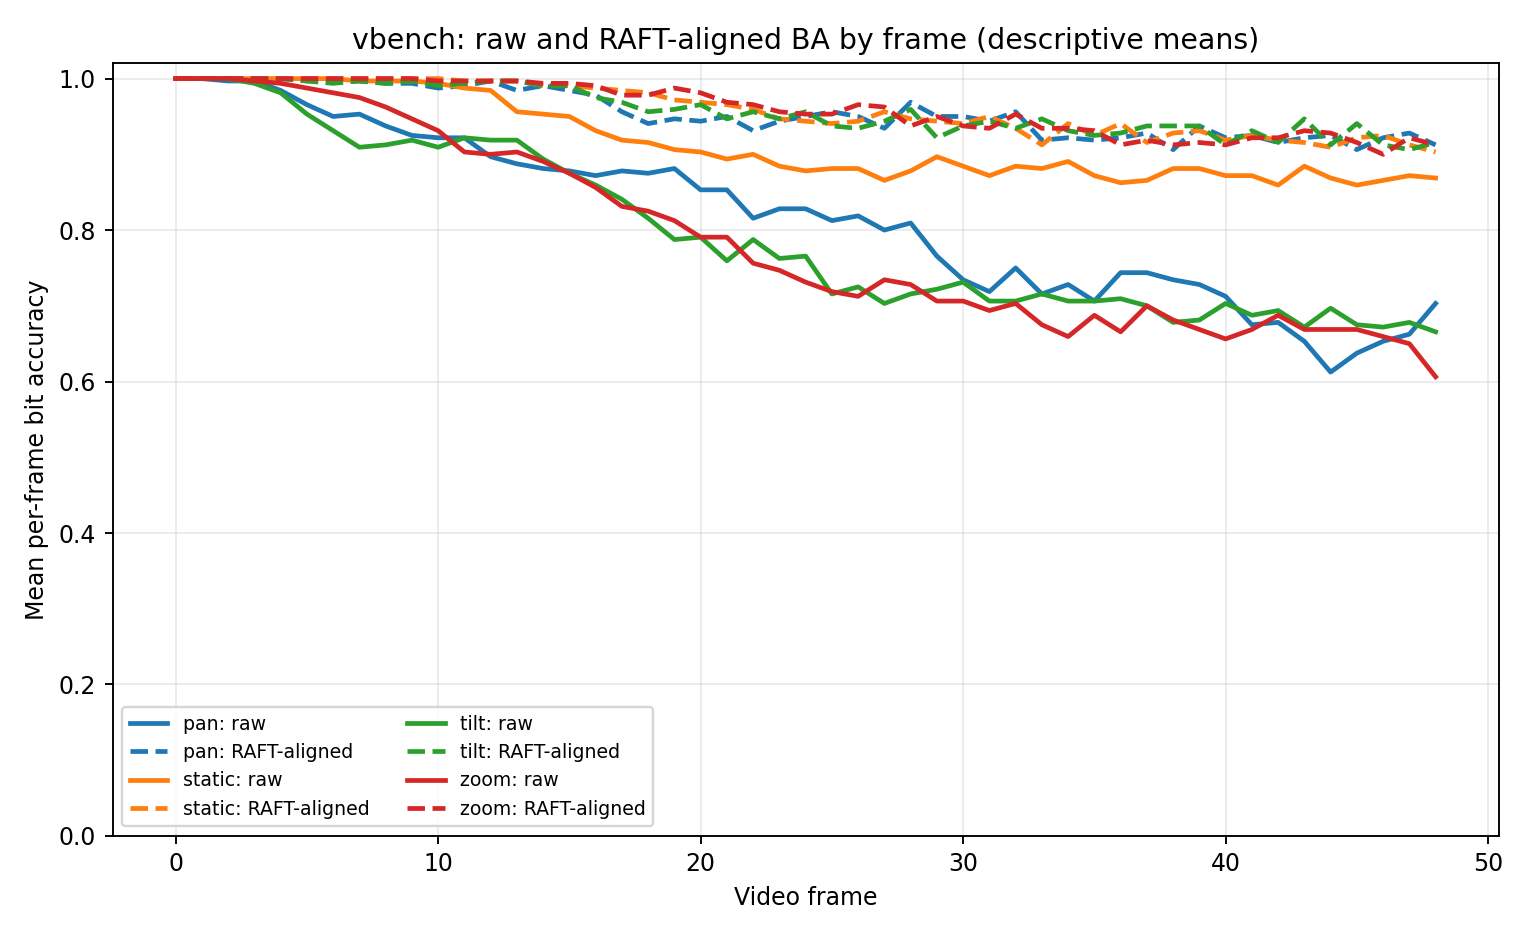 vbench: raw and RAFT-aligned BA by frame (descriptive means)
Mean per-frame bit accuracy
1.0
0.8
0.6
0.4
0.2
0.0
pan: raw
pan: RAFT-aligned
static: raw
static: RAFT-aligned
tilt: raw
tilt: RAFT-aligned
zoom: raw
zoom: RAFT-aligned
0 10 20 30 40 50
Video frame